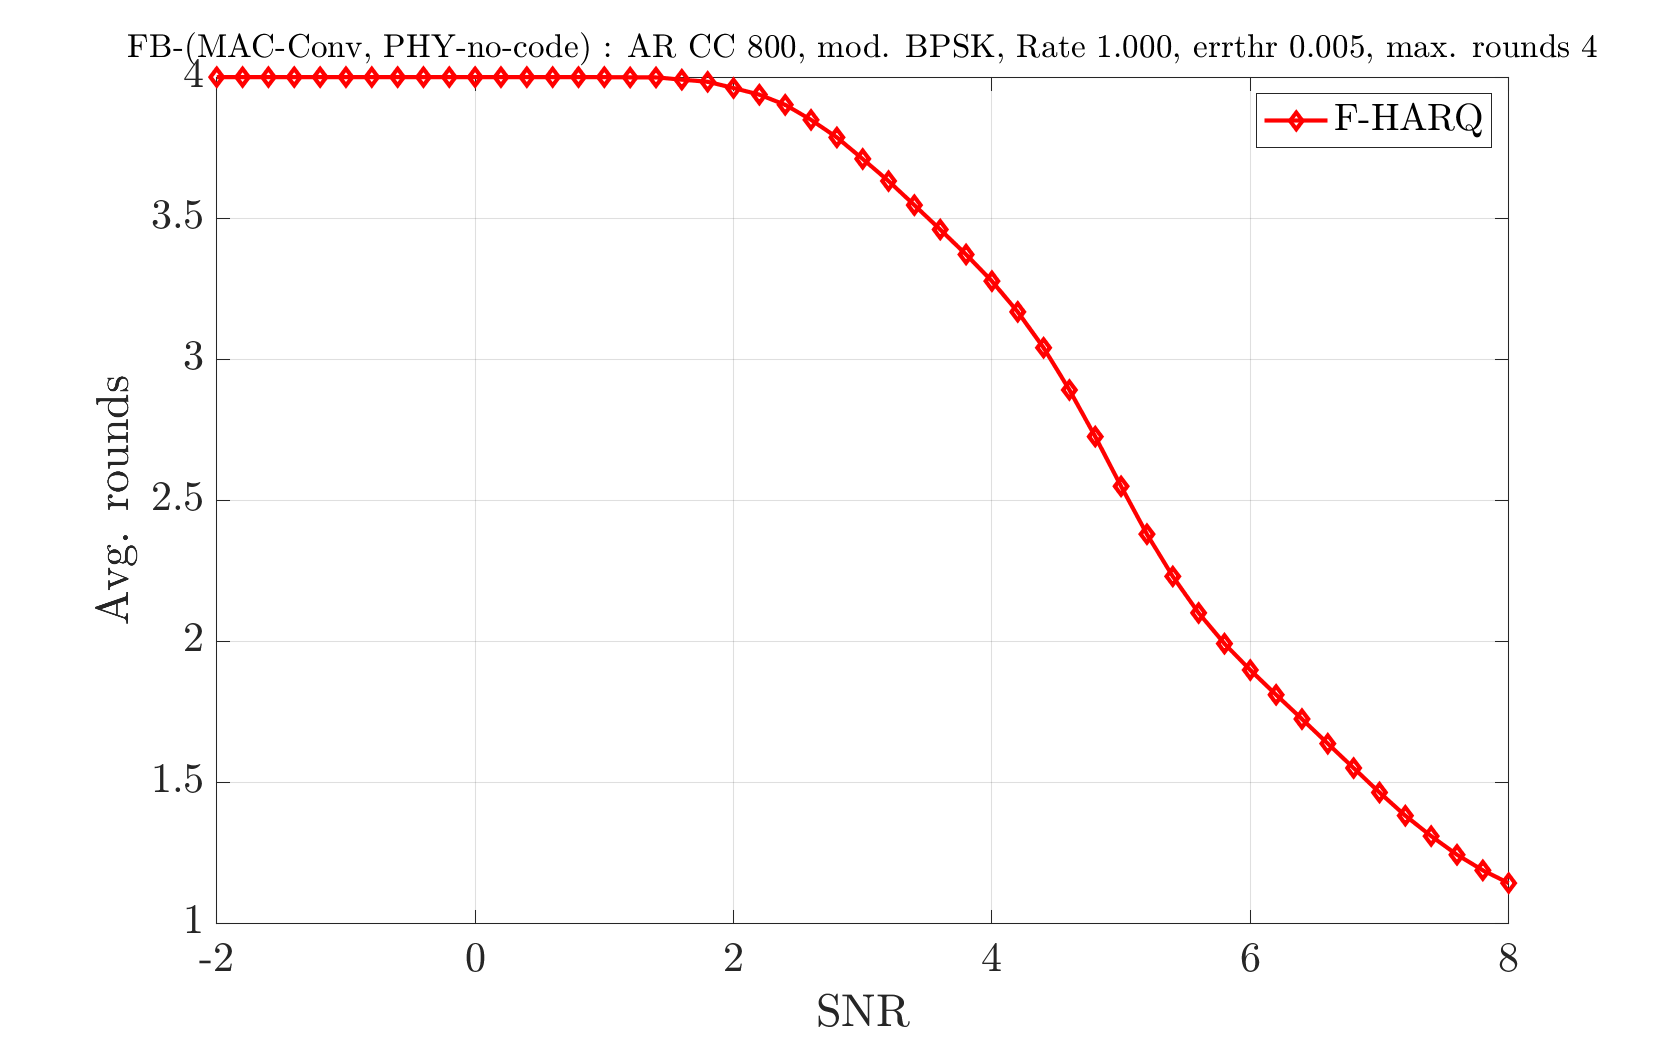 FB-(MAC-Conv, PHY-no-code) : AR CC 800, mod. BPSK, Rate 1.000, errthr 0.005, max. rounds 4
F-HARQ
4
3.5
3
2.5
2
1.5
1
Avg. rounds
-2 0 2 4 6 8
SNR